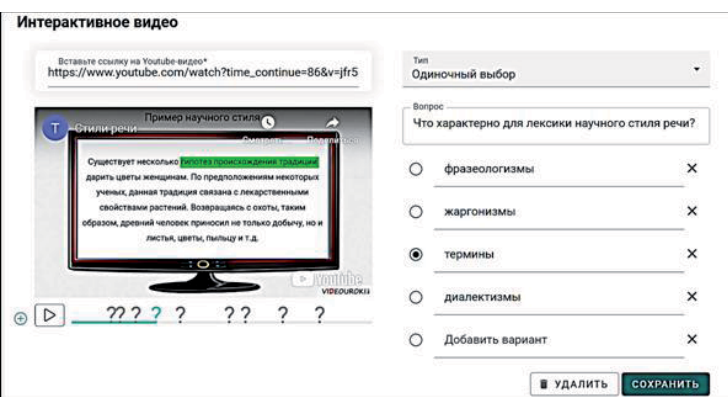 Интерактивное видео
Вставьте ссылку на Youtube-видео*
https://www.youtube.com/watch?time_continue=86&v=jfr5
Пример научного стиля
Т
Стили речи
Смотреть Поделиться
Существует несколько гипотез происхождения традиции
дарить цветы женщинам. По предположениям некоторых
ученых, данная традиция связана с лекарственными
свойствами растений. Возвращаясь с охоты, таким
образом, древний человек приносил не только добычу, но и
листья, цветы, пыльцу и т.д.
YouTube
VIDEOUROKI
? ? ? ? ? ? ? ? ?
Тип
Одиночный выбор
Вопрос
Что характерно для лексики научного стиля речи?
фразеологизмы
жаргонизмы
термины
диалектизмы
Добавить вариант
УДАЛИТЬ
СОХРАНИТЬ